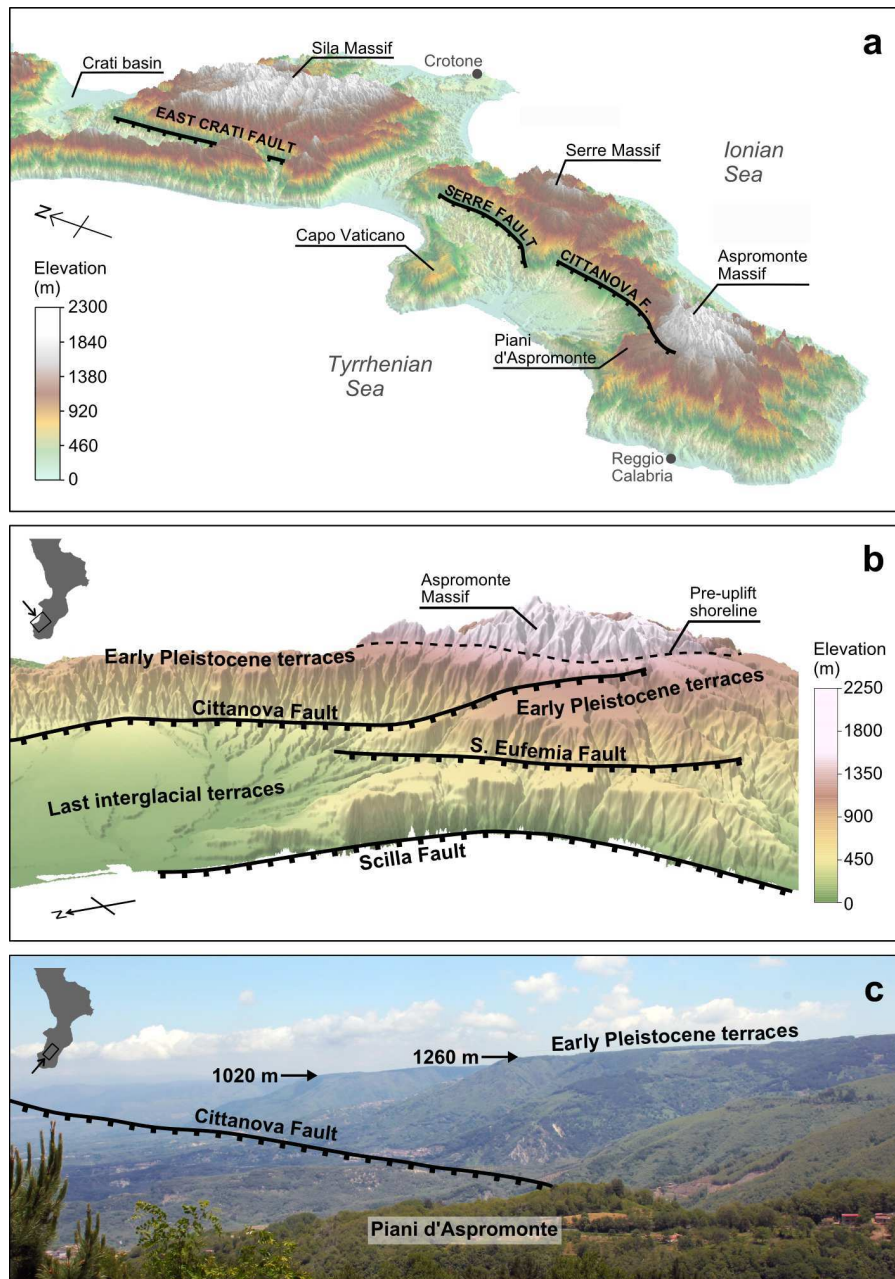 a
Sila Massif
Crotone
Crati basin
EAST CRATI FAULT
Serre Massif
Ionian
Sea
N
SERRE FAULT
Capo Vaticano
Aspromonte
Massif
CITTANOVA F.
Elevation
(m)
2300
1840
1380
920
460
0
Piani
d'Aspromonte
Tyrrhenian
Sea
Reggio
Calabria
b
Aspromonte
Massif
Pre-uplift
shoreline
Early Pleistocene terraces
Elevation
(m)
2250
1800
1350
900
450
0
Early Pleistocene terraces
Cittanova Fault
S. Eufemia Fault
Last interglacial terraces
Scilla Fault
N
c
Early Pleistocene terraces
1260 m
1020 m
Cittanova Fault
Piani d'Aspromonte